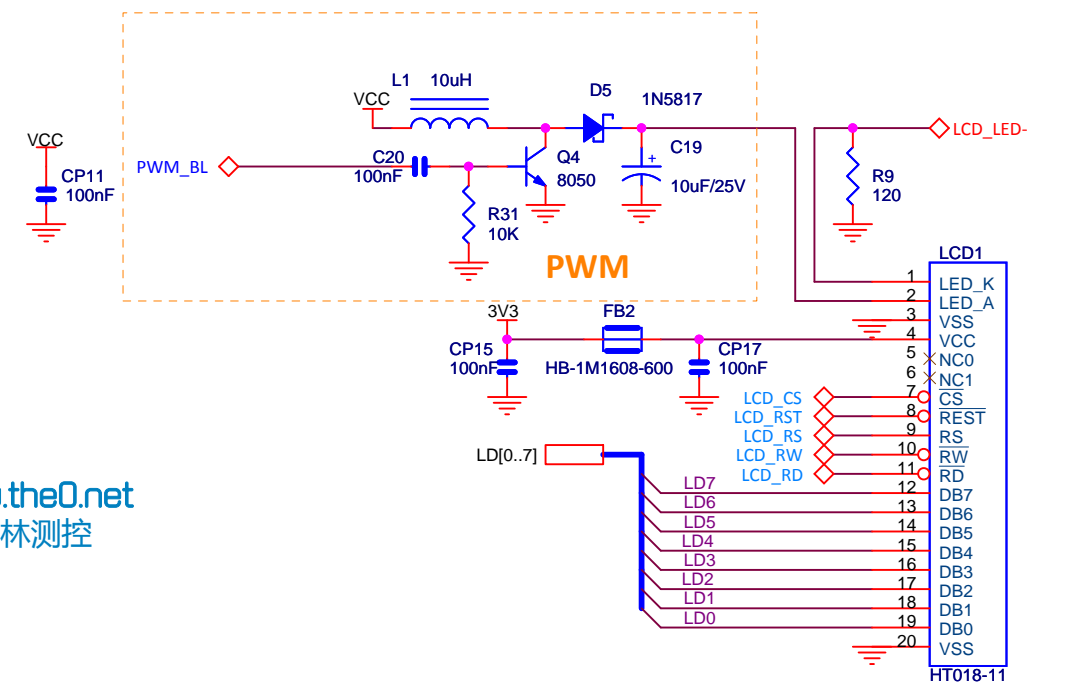 L1 10uH
VCC
D5
1N5817
VCC
CP11
100nF
PWM_BL
C20
100nF
Q4
8050
C19
+
10uF/25V
LCD_LED-
R9
120
R31
10K
PWM
LCD1
1 LED_K
2 LED_A
3 VSS
4 VCC
5 NC0
6 NC1
7 CS
8 REST
9 RS
10 RW
11 RD
12 DB7
13 DB6
14 DB5
15 DB4
16 DB3
17 DB2
18 DB1
19 DB0
20 VSS
HT018-11
3V3
FB2
CP15
100nF
HB-1M1608-600
CP17
100nF
LCD_CS
LCD_RST
LCD_RS
LCD_RW
LCD_RD
LD[0..7]
LD7
LD6
LD5
LD4
LD3
LD2
LD1
LD0
.the0.net
林测控